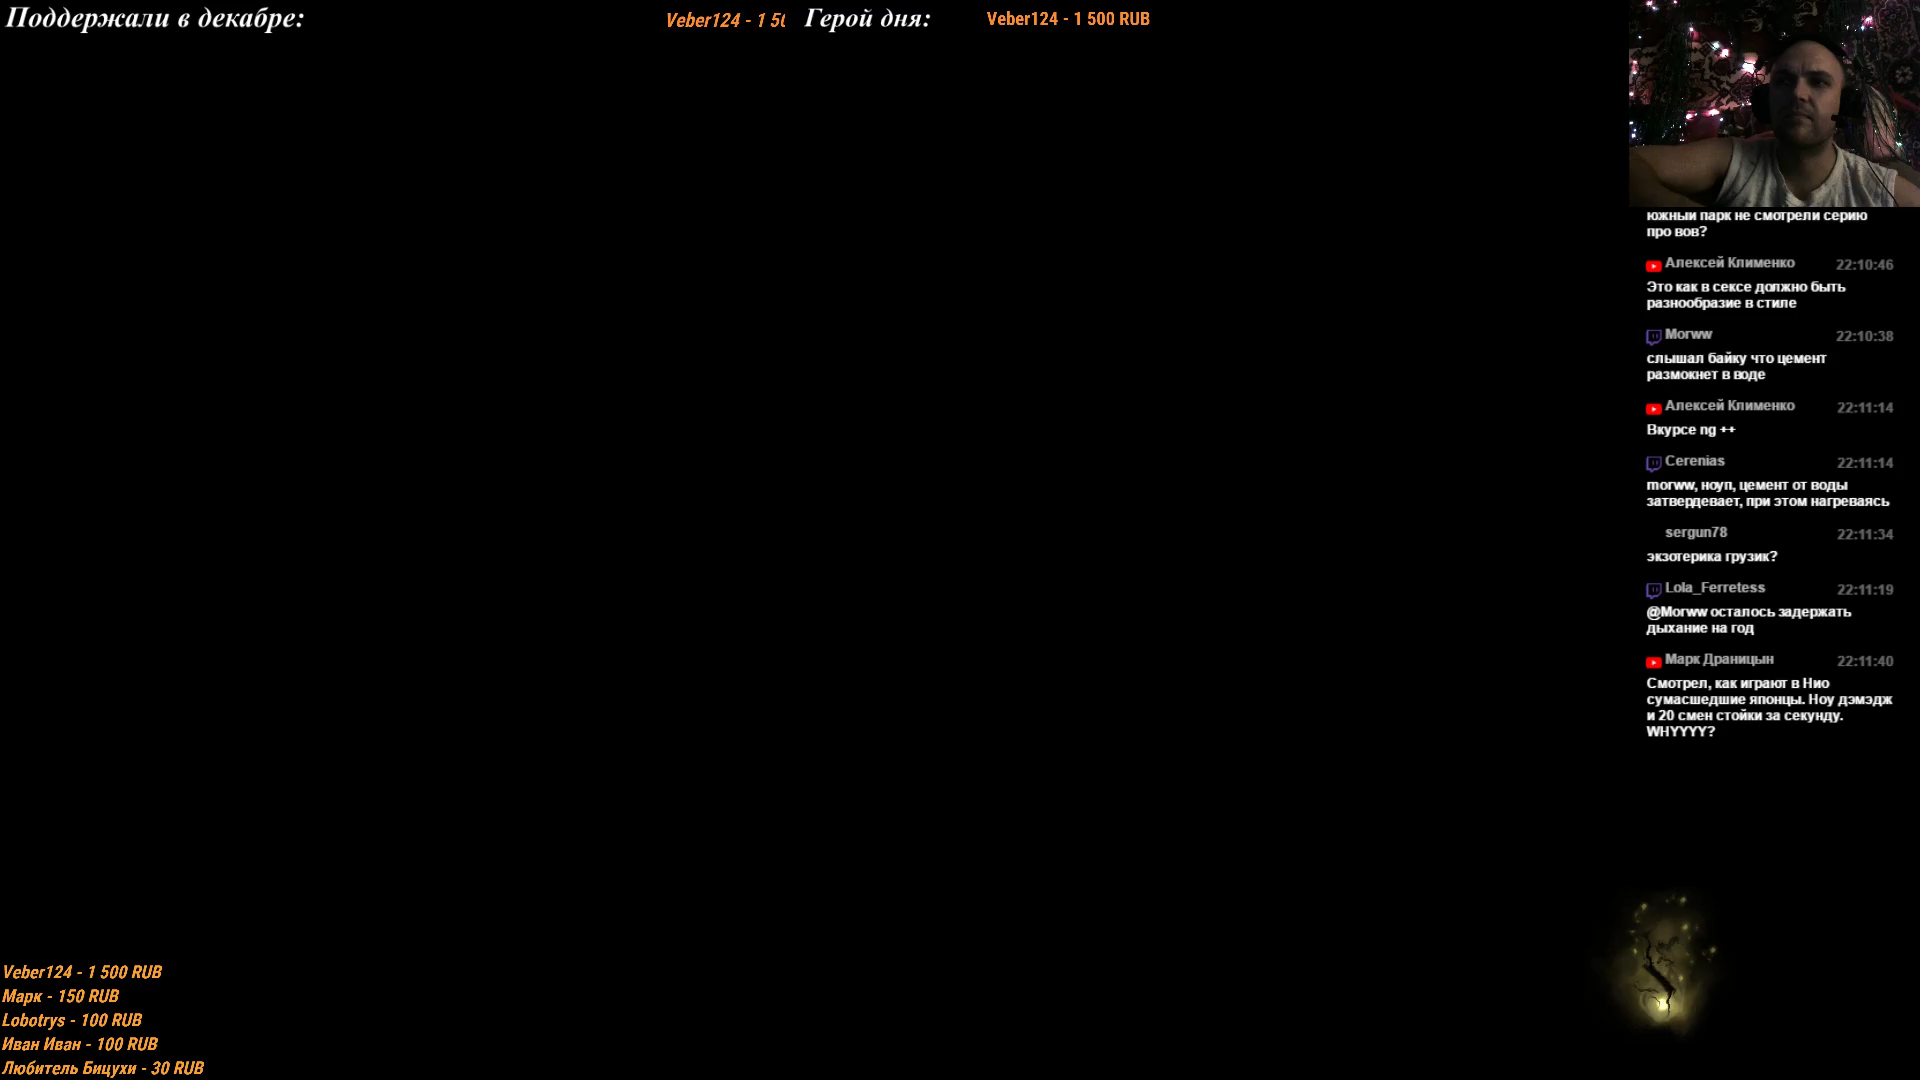 Поддержали в декабре:
Veber124 - 1 50
Герой дня:
Veber124 - 1 500 RUB
южный парк не смотрели серию
про вов?
Алексей Клименко 22:10:46
Это как в сексе должно быть
разнообразие в стиле
Morww 22:10:38
слышал байку что цемент
размокнет в воде
Алексей Клименко 22:11:14
Вкурсе ng ++
Cerenias 22:11:14
morww, ноуп, цемент от воды
затвердевает, при этом нагреваясь
sergun78 22:11:34
экзотерика грузик?
Lola_Ferretess 22:11:19
@Morww осталось задержать
дыхание на год
Марк Драницын 22:11:40
Смотрел, как играют в Нио
сумасшедшие японцы. Ноу дэмэдж
и 20 смен стойки за секунду.
WHYYYY?
Veber124 - 1 500 RUB
Марк - 150 RUB
Lobotrys - 100 RUB
Иван Иван - 100 RUB
Любитель Бицухи - 30 RUB